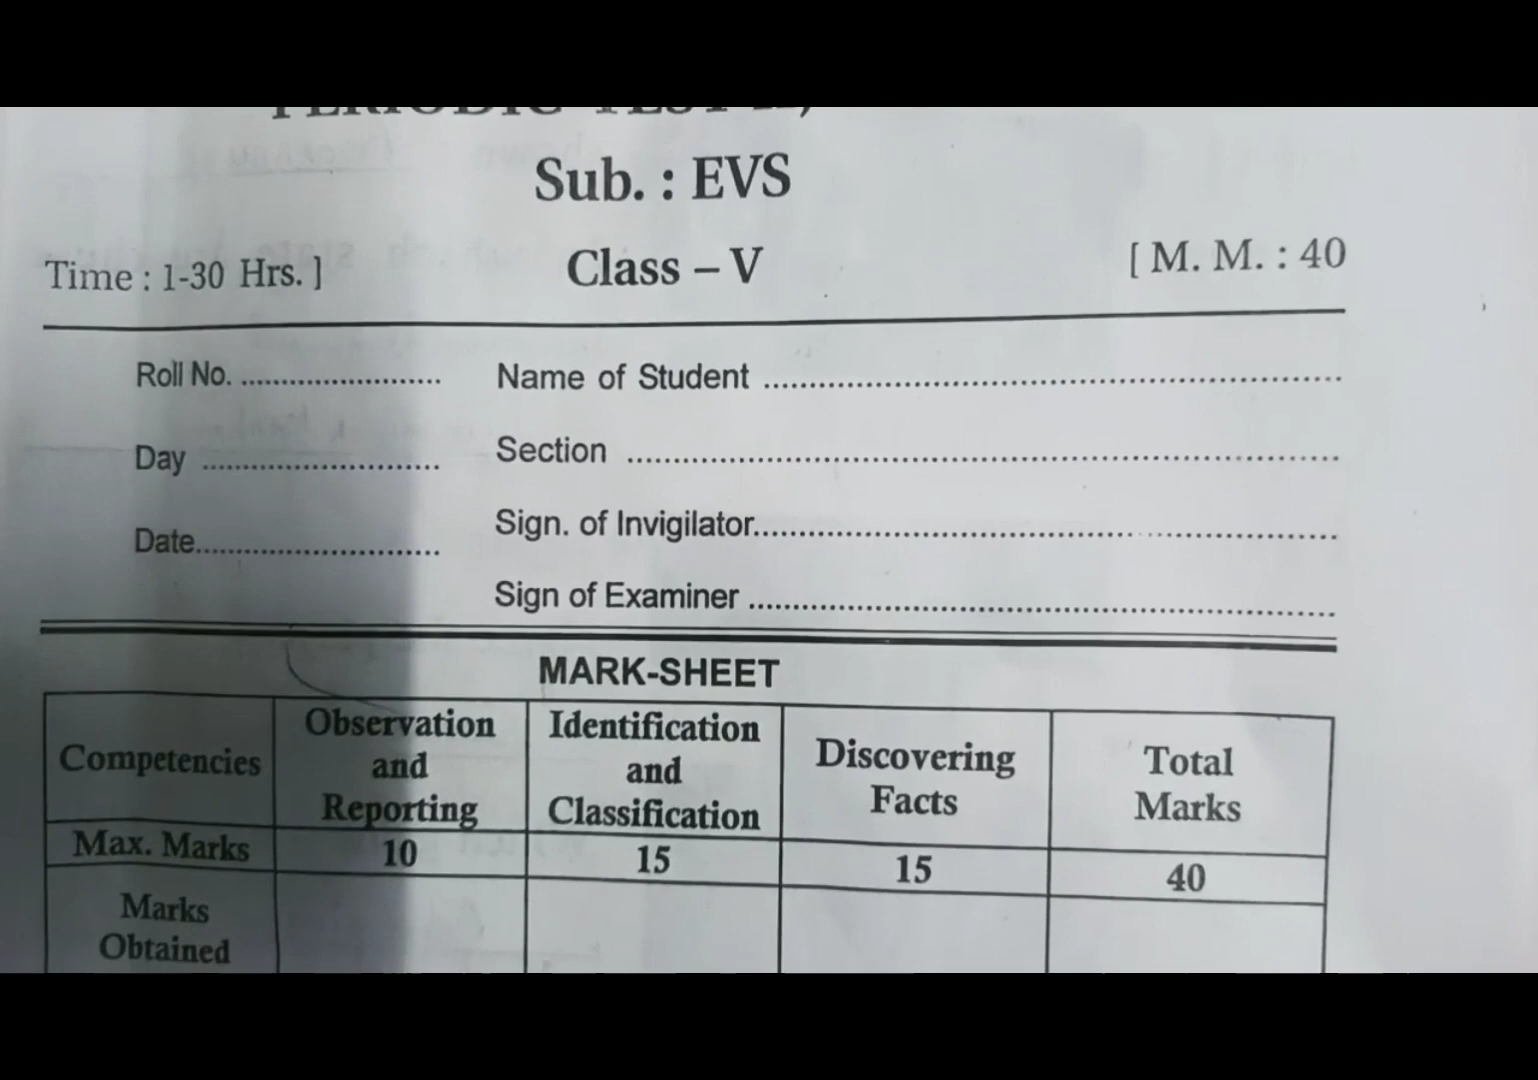 PERIODIC TEST
Sub. : EVS
Time : 1-30 Hrs. ]
Class – V
[ M. M. : 40
Roll No. ........................
Name of Student ....................................................................
Day ............................
Section ....................................................................................
Date.............................
Sign. of Invigilator.....................................................................
Sign of Examiner ......................................................................
MARK-SHEET
Competencies
Observation
and
Reporting
Identification
and
Classification
Discovering
Facts
Total
Marks
Max. Marks
10
15
15
40
Marks
Obtained